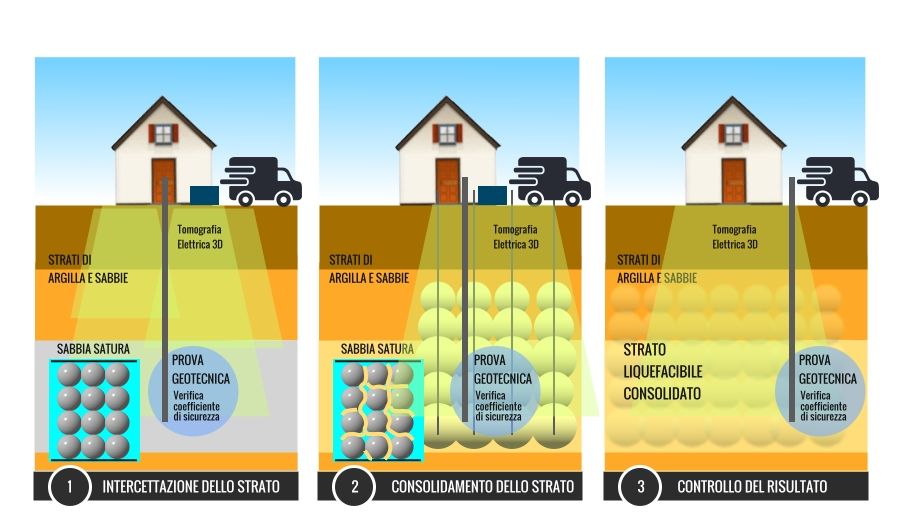 Tomografia
Elettrica 3D
STRATI DI
ARGILLA E SABBIE
SABBIA SATURA
PROVA
GEOTECNICA
Verifica
coefficiente
di sicurezza
1 INTERCETTAZIONE DELLO STRATO
Tomografia
Elettrica 3D
STRATI DI
ARGILLA E SABBIE
SABBIA SATURA
PROVA
GEOTECNICA
Verifica
coefficiente
di sicurezza
2 CONSOLIDAMENTO DELLO STRATO
Tomografia
Elettrica 3D
STRATI DI
ARGILLA E SABBIE
STRATO
LIQUEFACIBILE
CONSOLIDATO
PROVA
GEOTECNICA
Verifica
coefficiente
di sicurezza
3 CONTROLLO DEL RISULTATO